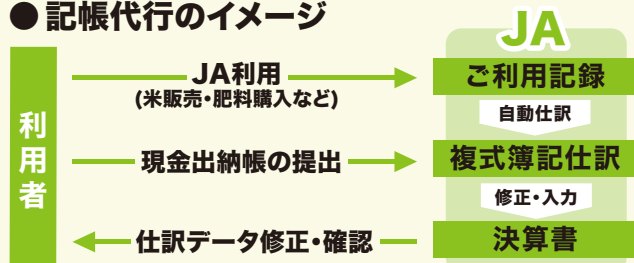 ●記帳代行のイメージ
JA
利用者
JA利用
(米販売・肥料購入など)
ご利用記録
自動仕訳
現金出納帳の提出
複式簿記仕訳
修正・入力
仕訳データ修正・確認
決算書